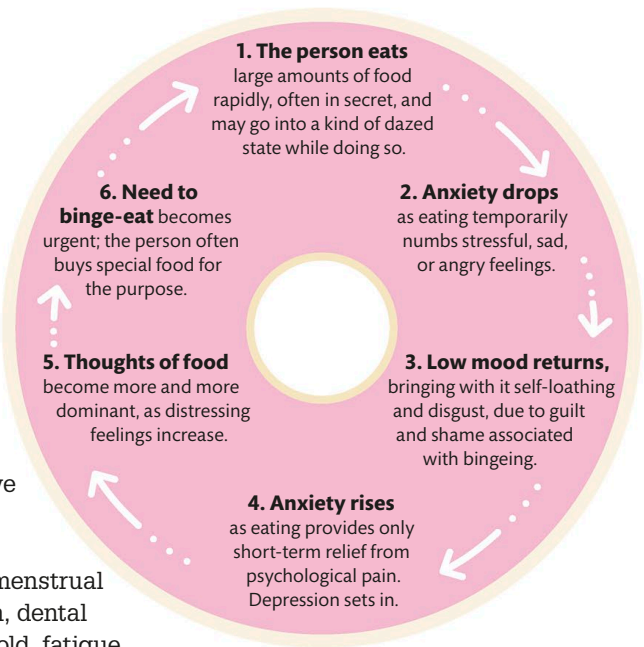 1. The person eats
large amounts of food
rapidly, often in secret, and
may go into a kind of dazed
state while doing so.
2. Anxiety drops
as eating temporarily
numbs stressful, sad,
or angry feelings.
3. Low mood returns,
bringing with it self-loathing
and disgust, due to guilt
and shame associated
with bingeing.
4. Anxiety rises
as eating provides only
short-term relief from
psychological pain.
Depression sets in.
5. Thoughts of food
become more and more
dominant, as distressing
feelings increase.
6. Need to
binge-eat becomes
urgent; the person often
buys special food for
the purpose.
menstrual
dental
fatigue